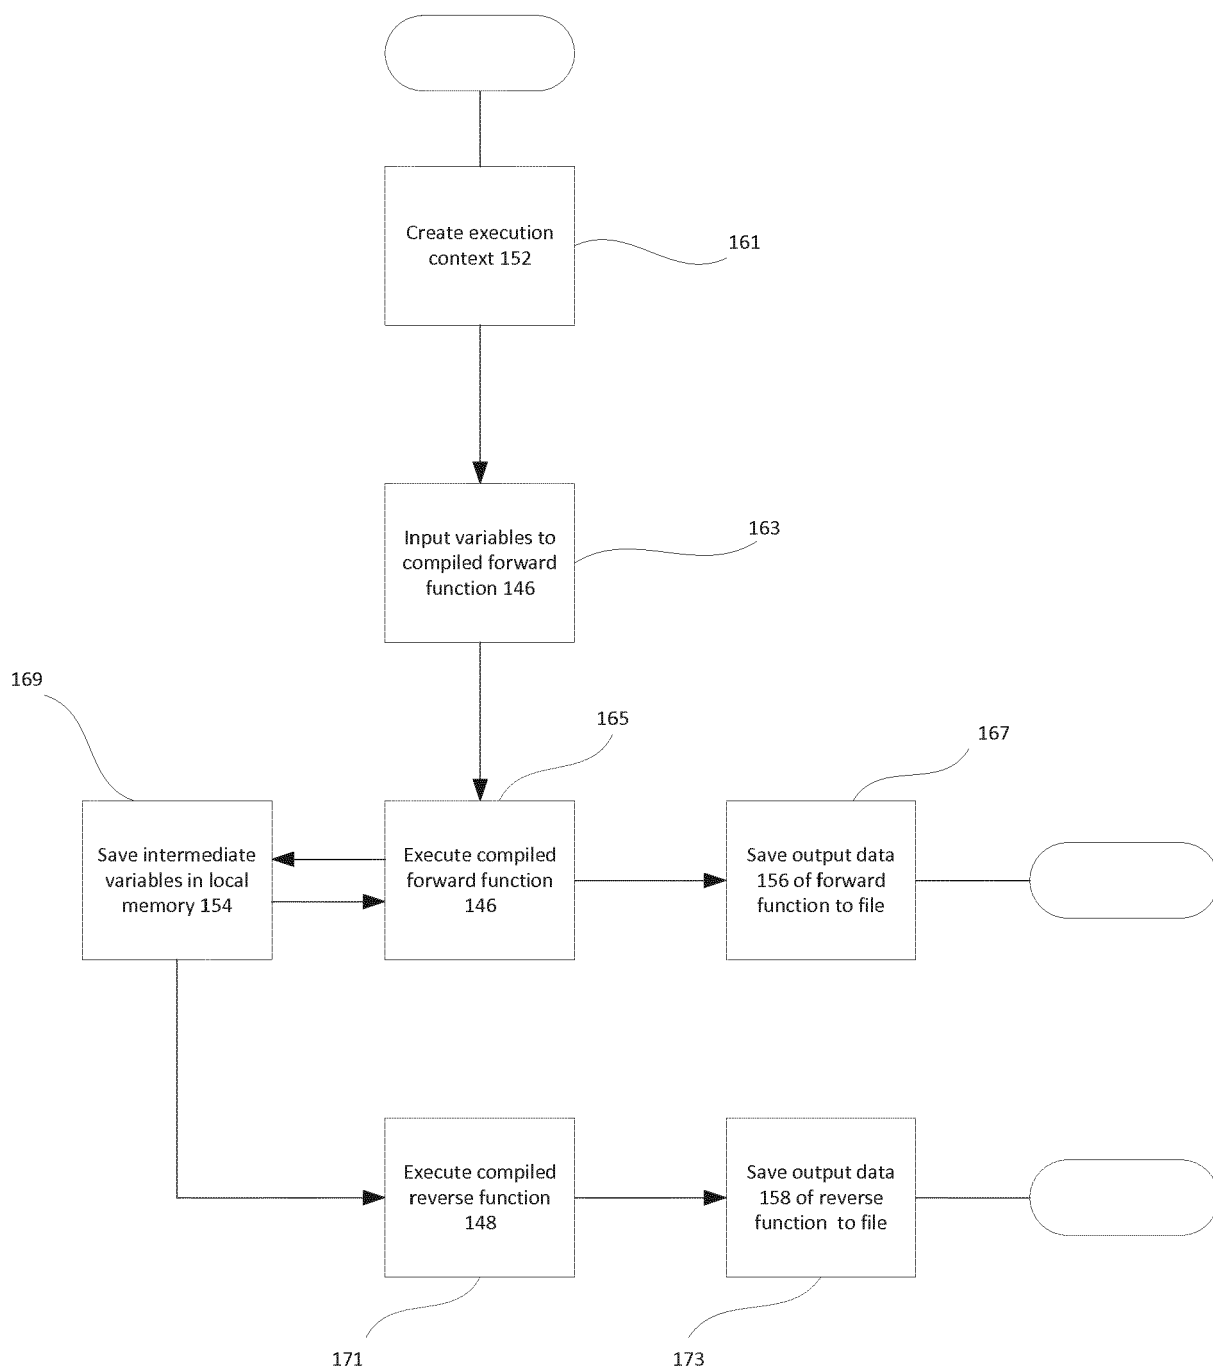 Create execution
context 152
161
Input variables to
compiled forward
function 146
163
169
165
167
Save intermediate
variables in local
memory 154
Execute compiled
forward function
146
Save output data
156 of forward
function to file
Execute compiled
reverse function
148
Save output data
158 of reverse
function to file
171
173